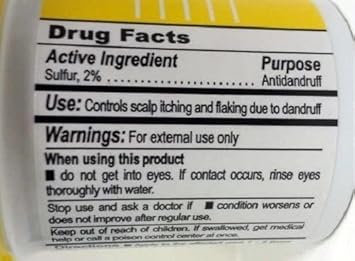 Drug Facts
Active Ingredient Purpose
Sulfur, 2% ........................ Antidandruff
Use: Controls scalp itching and flaking due to dandruff
Warnings: For external use only
When using this product
■ do not get into eyes. If contact occurs, rinse eyes
thoroughly with water.
Stop use and ask a doctor if ■ condition worsens or
does not improve after regular use.
Keep out of reach of children. If swallowed, get medical
help or call a poison control center at once.
Directions ■